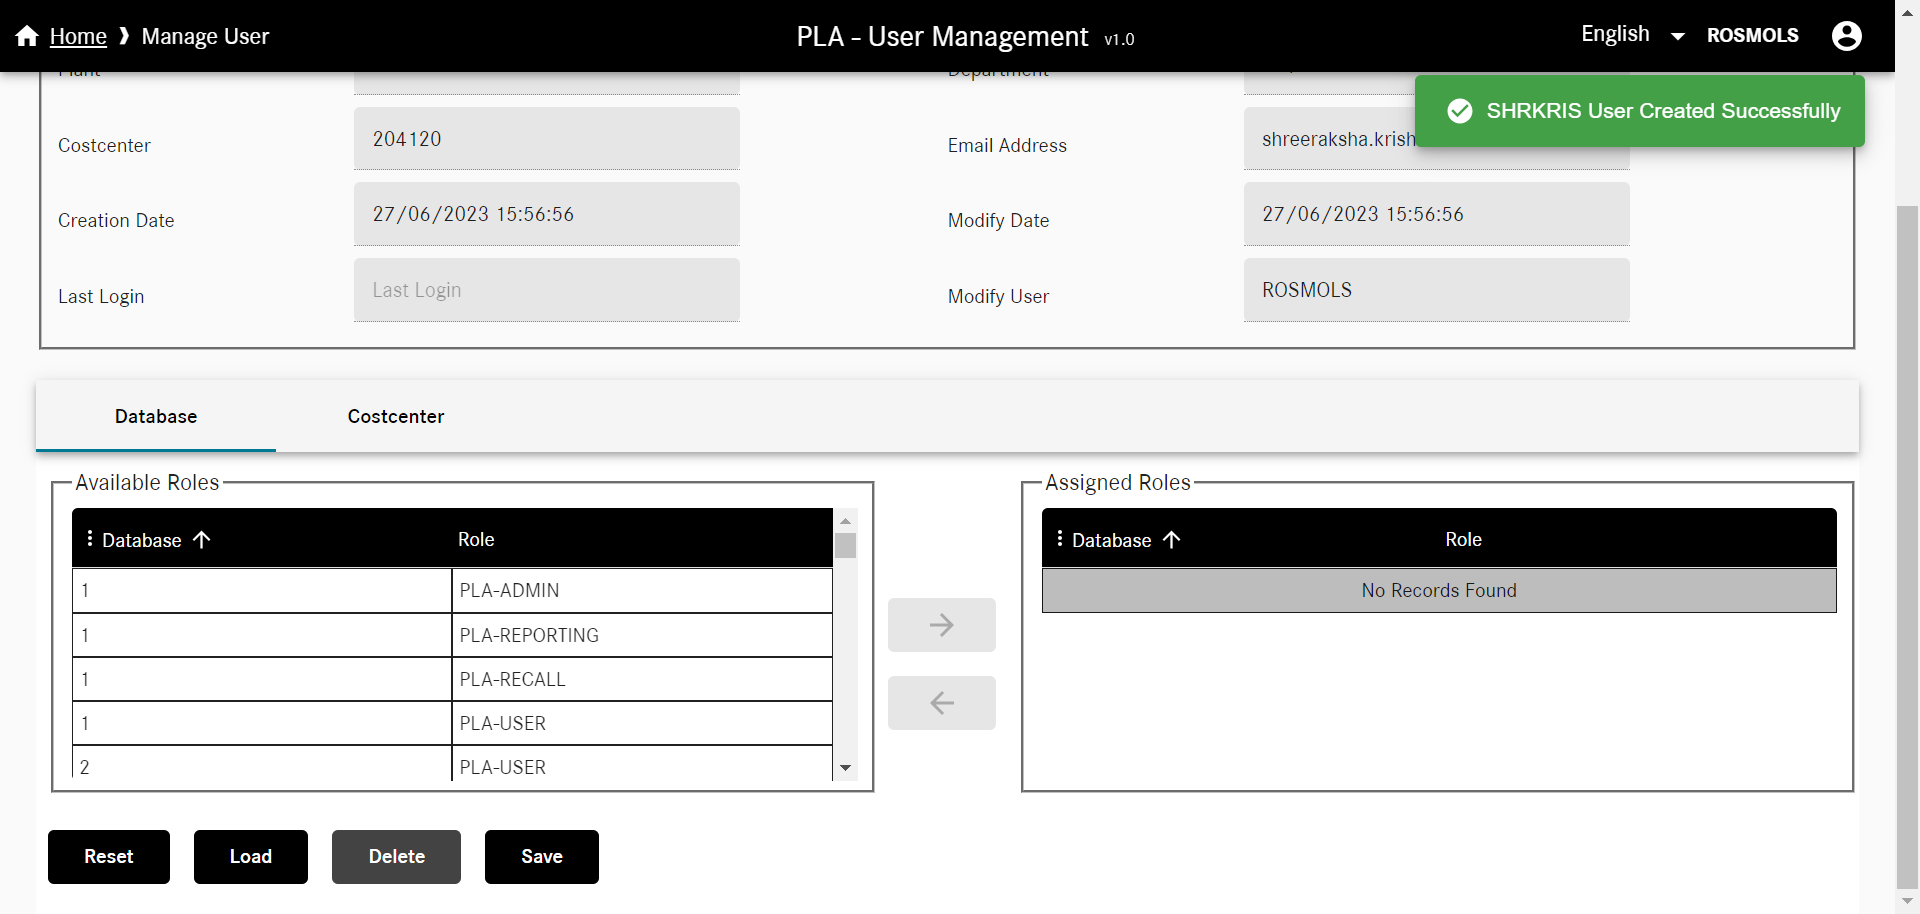 Home ❱ Manage User
PLA - User Management v1.0
English
ROSMOLS
Plant
Department
SHRKRIS User Created Successfully
Costcenter
204120
Email Address
shreeraksha.krish
Creation Date
27/06/2023 15:56:56
Modify Date
27/06/2023 15:56:56
Last Login
Last Login
Modify User
ROSMOLS
Database
Costcenter
Available Roles
Database
Role
1
PLA-ADMIN
1
PLA-REPORTING
1
PLA-RECALL
1
PLA-USER
2
PLA-USER
Assigned Roles
Database
Role
No Records Found
Reset
Load
Delete
Save